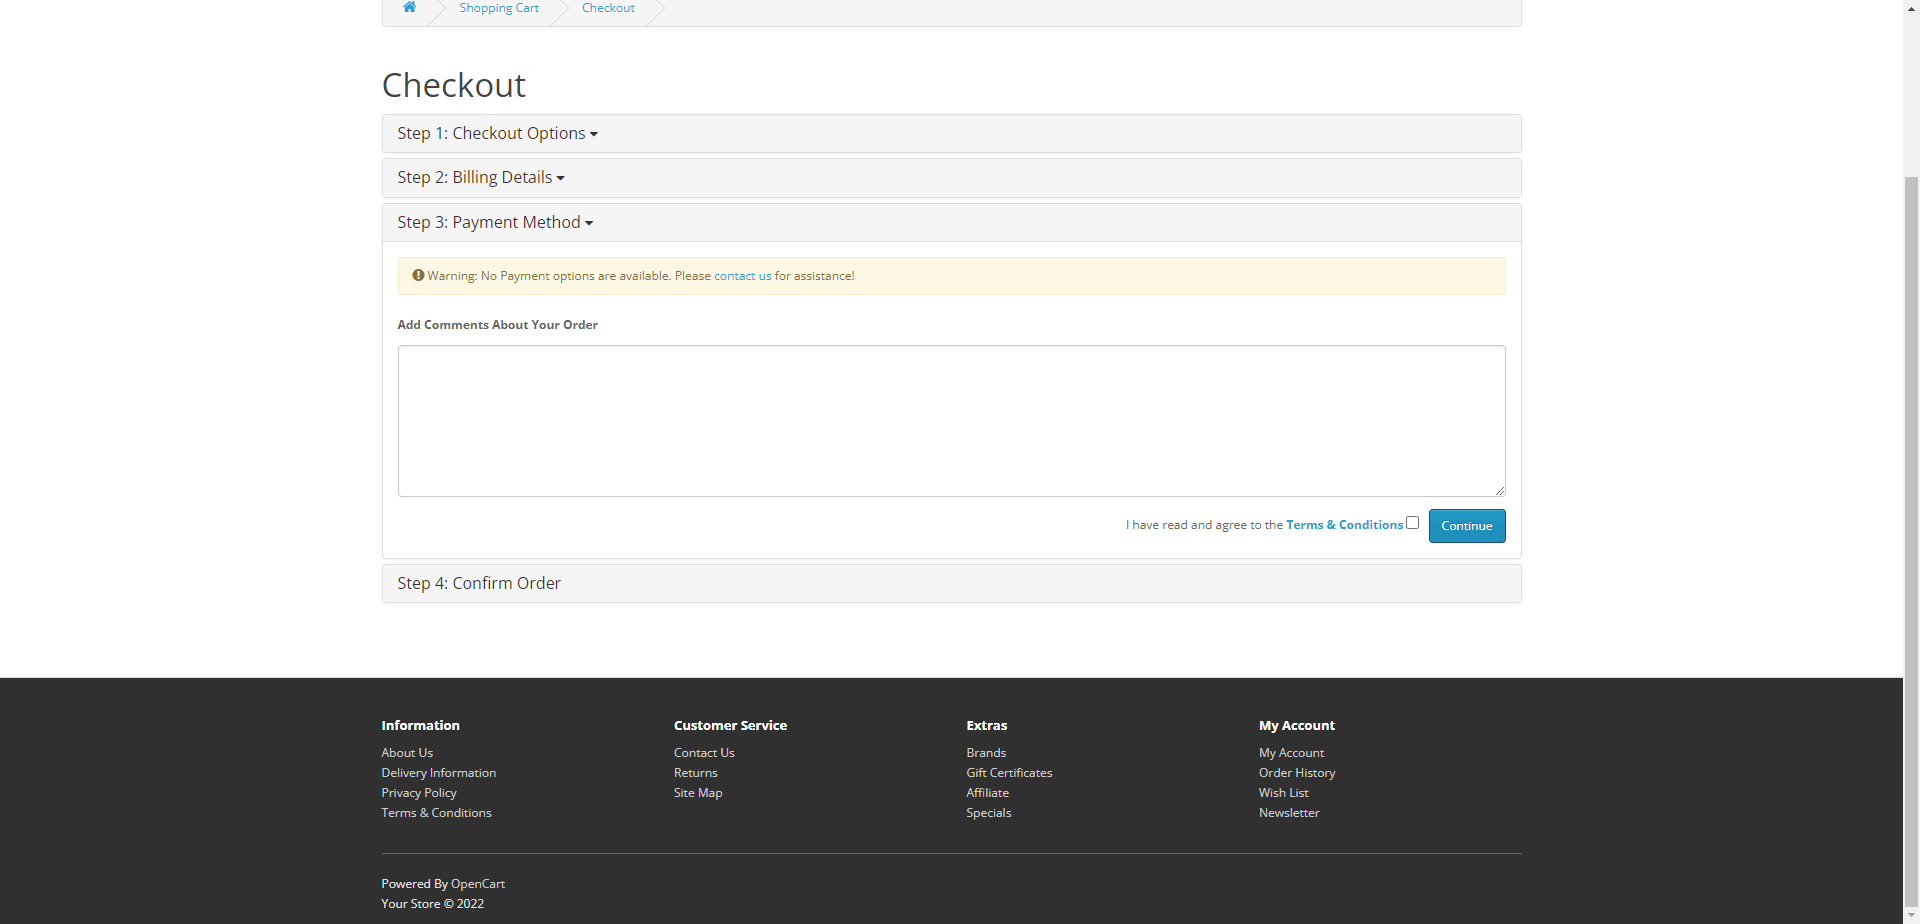 Shopping Cart
Checkout
Checkout
Step 1: Checkout Options
Step 2: Billing Details
Step 3: Payment Method
Warning: No Payment options are available. Please contact us for assistance!
Add Comments About Your Order
I have read and agree to the Terms & Conditions
Continue
Step 4: Confirm Order
Information
About Us
Delivery Information
Privacy Policy
Terms & Conditions
Customer Service
Contact Us
Returns
Site Map
Extras
Brands
Gift Certificates
Affiliate
Specials
My Account
My Account
Order History
Wish List
Newsletter
Powered By OpenCart
Your Store © 2022